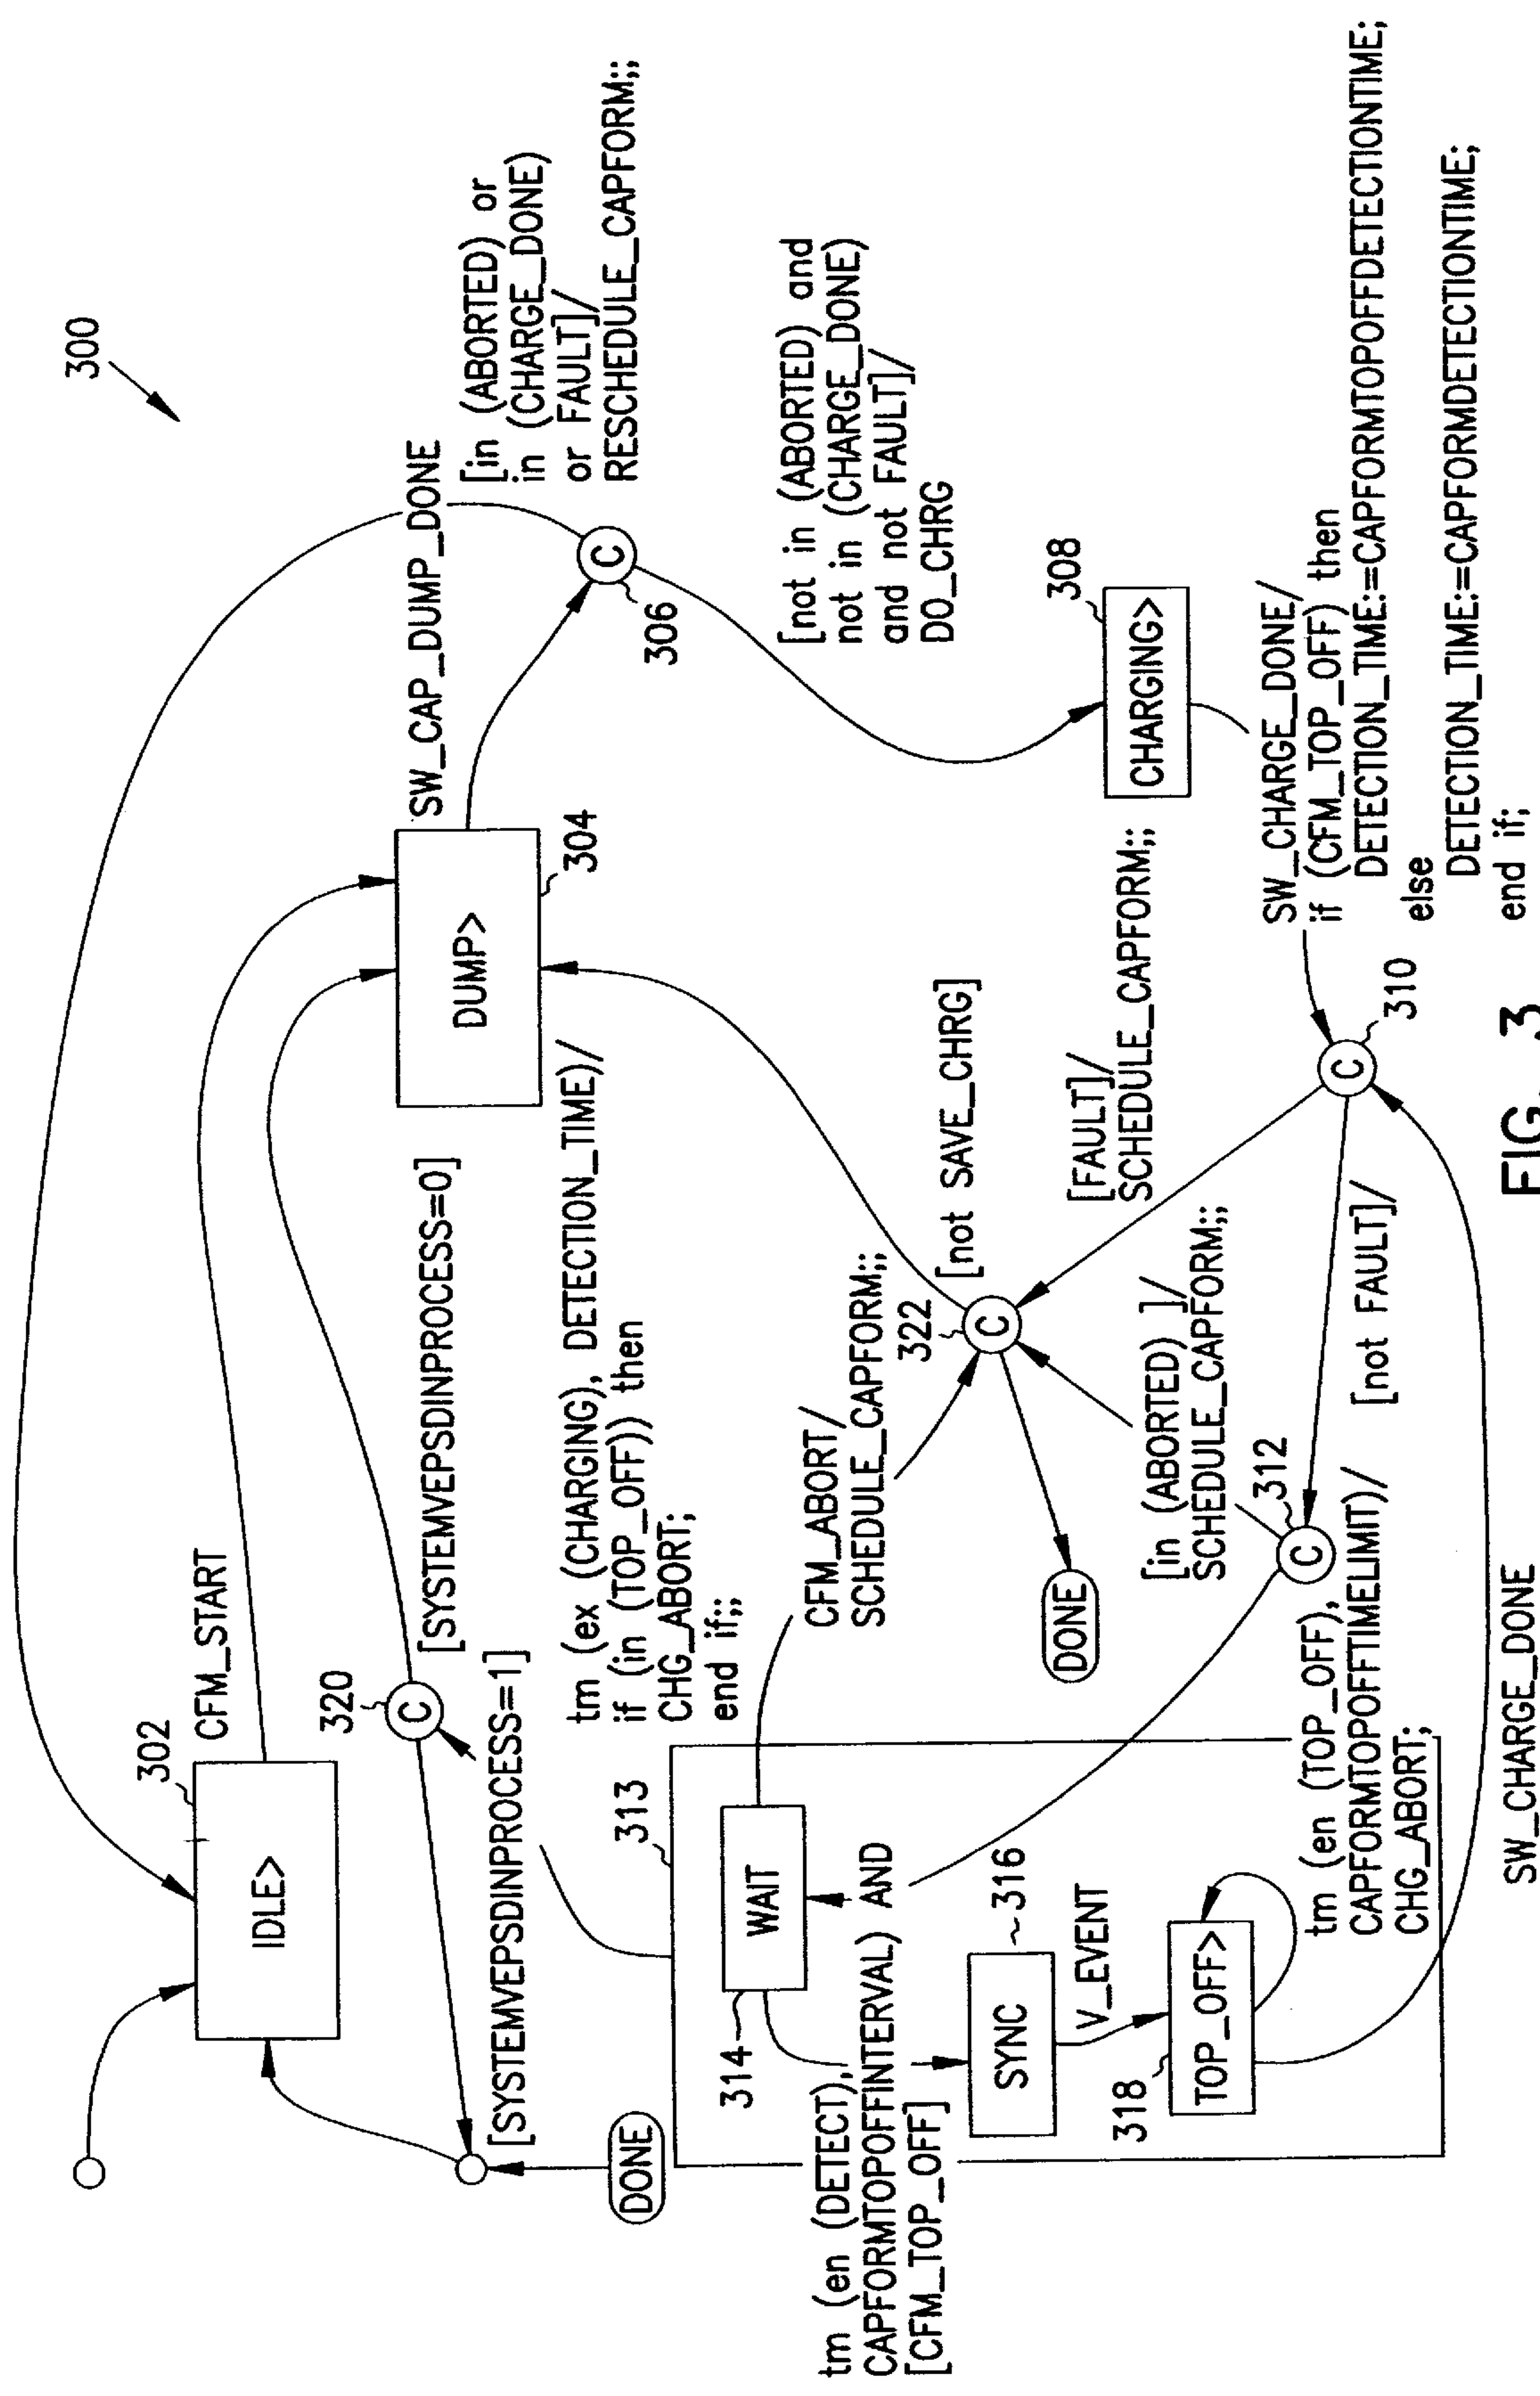 300
302
IDLE>
CFM_START
320
C
[SYSTEMVEPSDINPROCESS=0]
[SYSTEMVEPSDINPROCESS=1]
DONE
DUMP>
304
SW_CAP_DUMP_DONE
C
306
[in (ABORTED) or
in (CHARGE_DONE)
or FAULT]/
RESCHEDULE_CAPFORM;;
[not in (ABORTED) and
not in (CHARGE_DONE)
and not FAULT]/
DO_CHRG
308
CHARGING>
tm (ex (CHARGING), DETECTION_TIME)/
if (in (TOP_OFF)) then
CHG_ABORT;
end if;;
313
WAIT
314
CFM_ABORT/
SCHEDULE_CAPFORM;;
322
C
[not SAVE_CHRG]
DONE
[FAULT]/
SCHEDULE_CAPFORM;;
[in (ABORTED) ]/
SCHEDULE_CAPFORM;;
312
C
[not FAULT]/
310
C
SW_CHARGE_DONE/
if (CFM_TOP_OFF) then
DETECTION_TIME:=CAPFORMTOPOFFDETECTIONTIME;
else
DETECTION_TIME:=CAPFORMDETECTIONTIME;
end if;
tm (en (DETECT),
CAPFORMTOPOFFINTERVAL) AND
[CFM_TOP_OFF]
SYNC
316
V_EVENT
318
TOP_OFF>
tm (en (TOP_OFF),
CAPFORMTOPOFFTIMELIMIT)/
CHG_ABORT;
SW_CHARGE_DONE
FIG. 3